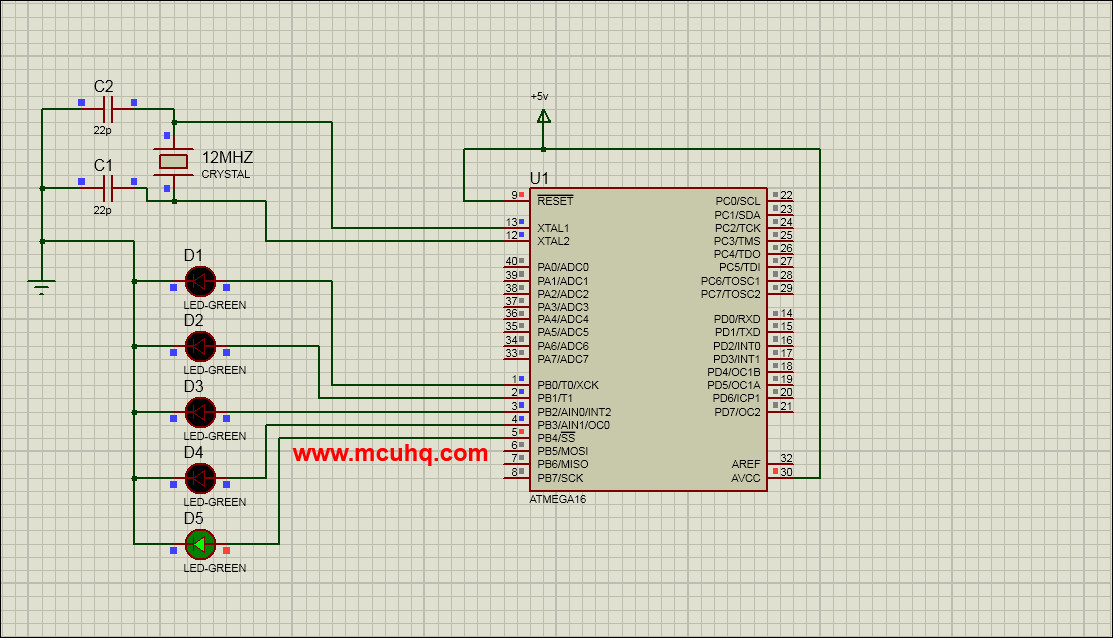 C2
22p
C1
22p
12MHZ
CRYSTAL
+5v
U1
9 RESET
13 XTAL1
12 XTAL2
40 PA0/ADC0
39 PA1/ADC1
38 PA2/ADC2
37 PA3/ADC3
36 PA4/ADC4
35 PA5/ADC5
34 PA6/ADC6
33 PA7/ADC7
1 PB0/T0/XCK
2 PB1/T1
3 PB2/AIN0/INT2
4 PB3/AIN1/OC0
5 PB4/SS
6 PB5/MOSI
7 PB6/MISO
8 PB7/SCK
PC0/SCL 22
PC1/SDA 23
PC2/TCK 24
PC3/TMS 25
PC4/TDO 26
PC5/TDI 27
PC6/TOSC1 28
PC7/TOSC2 29
PD0/RXD 14
PD1/TXD 15
PD2/INT0 16
PD3/INT1 17
PD4/OC1B 18
PD5/OC1A 19
PD6/ICP1 20
PD7/OC2 21
AREF 32
AVCC 30
ATMEGA16
D1
LED-GREEN
D2
LED-GREEN
D3
LED-GREEN
D4
LED-GREEN
D5
LED-GREEN
www.mcuhq.com